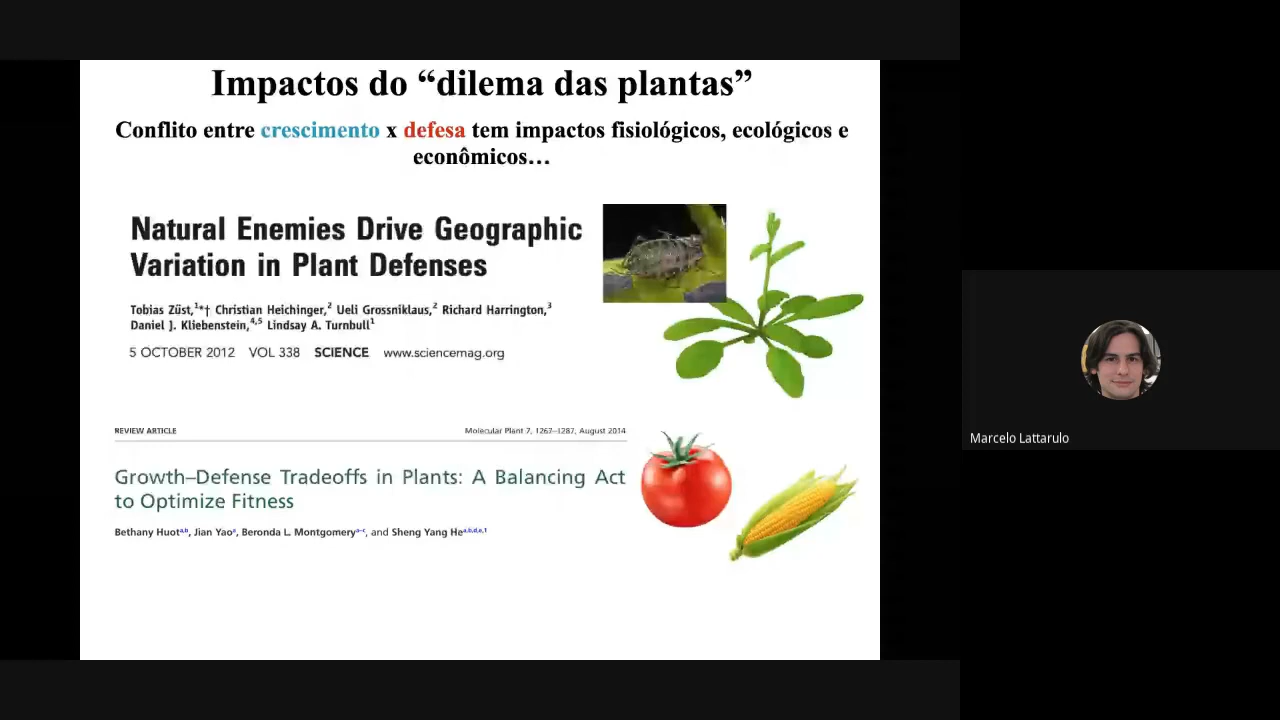 Impactos do “dilema das plantas”
Conflito entre crescimento x defesa tem impactos fisiológicos, ecológicos e
econômicos…
Natural Enemies Drive Geographic
Variation in Plant Defenses
Tobias Züst,1*† Christian Heichinger,2 Ueli Grossniklaus,2 Richard Harrington,3
Daniel J. Kliebenstein,4,5 Lindsay A. Turnbull1
5 OCTOBER 2012 VOL 338 SCIENCE www.sciencemag.org
REVIEW ARTICLE Molecular Plant 7, 1267–1287, August 2014
Growth–Defense Tradeoffs in Plants: A Balancing Act
to Optimize Fitness
Bethany Huota,b, Jian Yaoa, Beronda L. Montgomerya–c, and Sheng Yang Hea,b,d,e,1
Marcelo Lattarulo